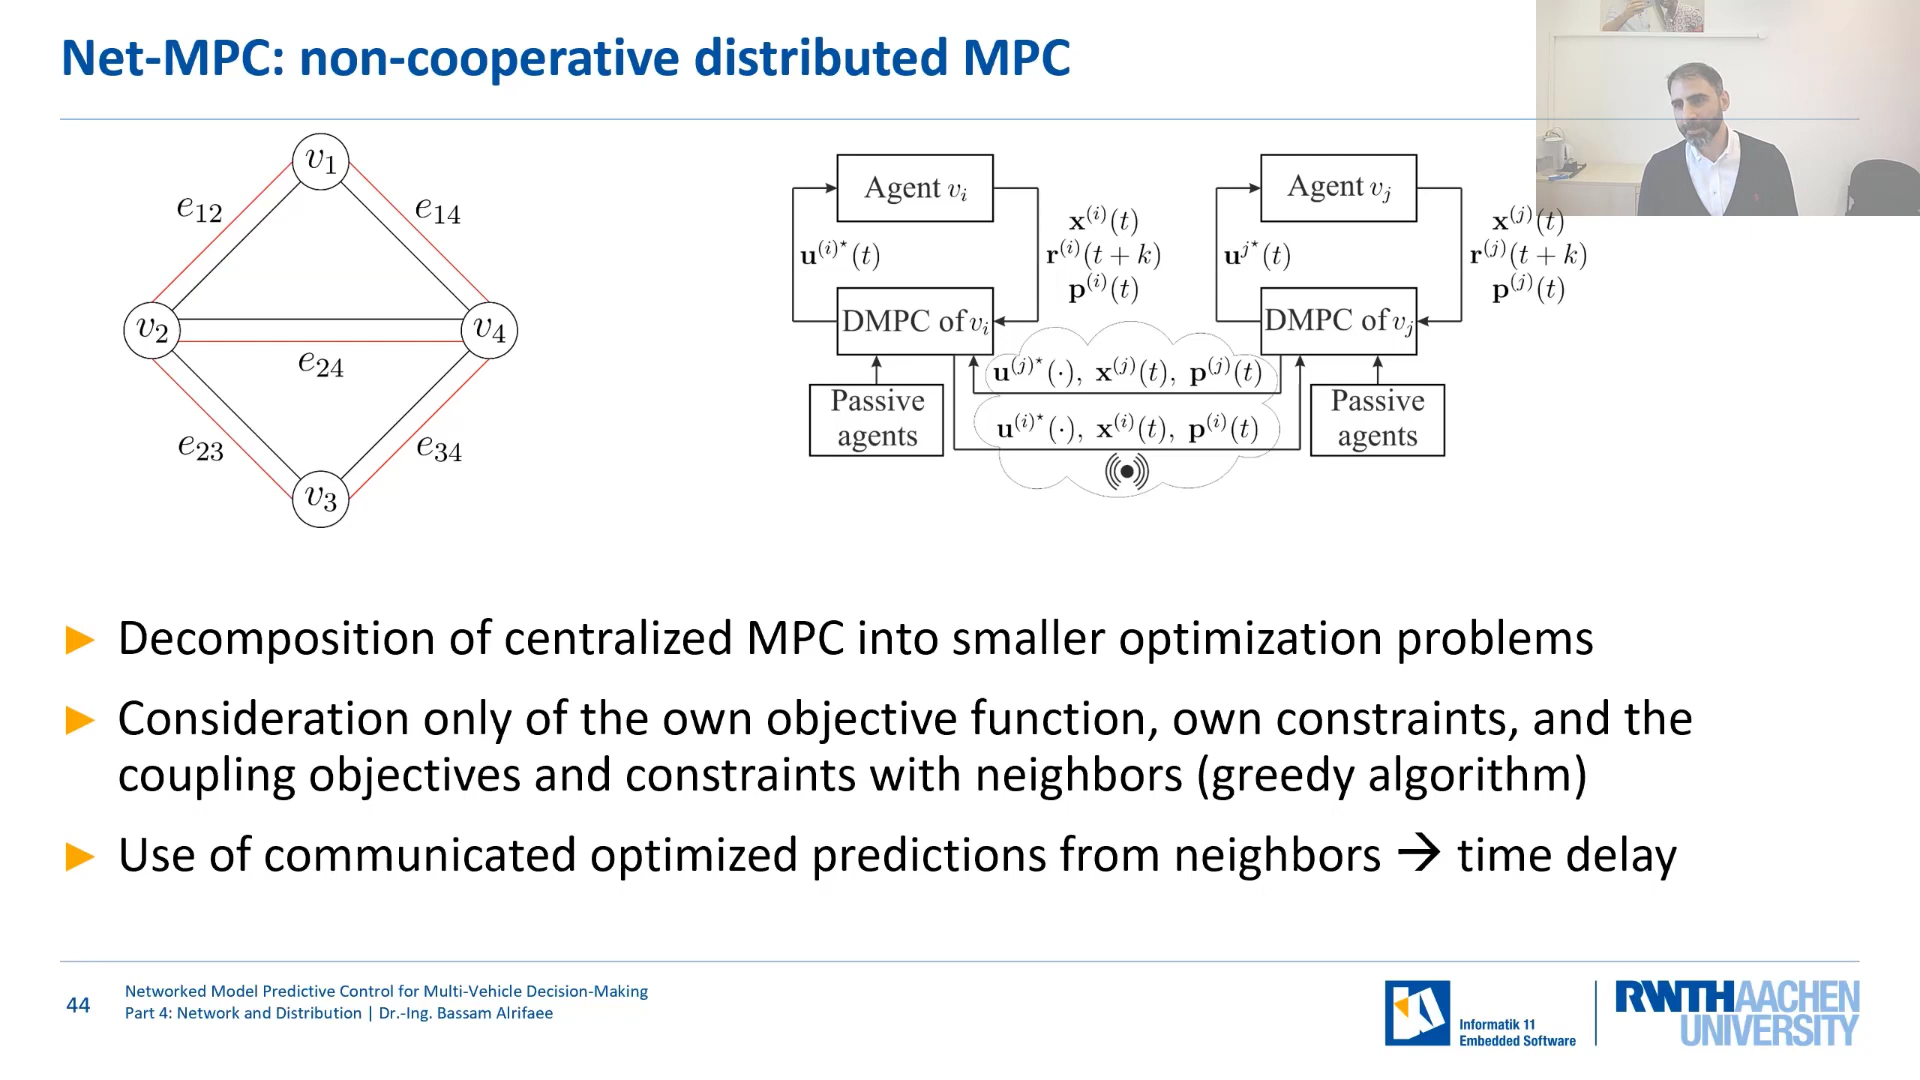 Net-MPC: non-cooperative distributed MPC
v₁
e₁₂
e₁₄
v₂
v₄
e₂₄
e₂₃
e₃₄
v₃
Agent vᵢ
Agent vⱼ
u⁽ⁱ⁾*(t)
x⁽ⁱ⁾(t)
r⁽ⁱ⁾(t + k)
p⁽ⁱ⁾(t)
uʲ*(t)
x⁽ʲ⁾(t)
r⁽ʲ⁾(t + k)
p⁽ʲ⁾(t)
DMPC of vᵢ
DMPC of vⱼ
u⁽ʲ⁾*(·), x⁽ʲ⁾(t), p⁽ʲ⁾(t)
u⁽ⁱ⁾*(·), x⁽ⁱ⁾(t), p⁽ⁱ⁾(t)
Passive
agents
Passive
agents
► Decomposition of centralized MPC into smaller optimization problems
► Consideration only of the own objective function, own constraints, and the
coupling objectives and constraints with neighbors (greedy algorithm)
► Use of communicated optimized predictions from neighbors → time delay
44
Networked Model Predictive Control for Multi-Vehicle Decision-Making
Part 4: Network and Distribution | Dr.-Ing. Bassam Alrifaee
Informatik 11
Embedded Software
RWTHAACHEN
UNIVERSITY